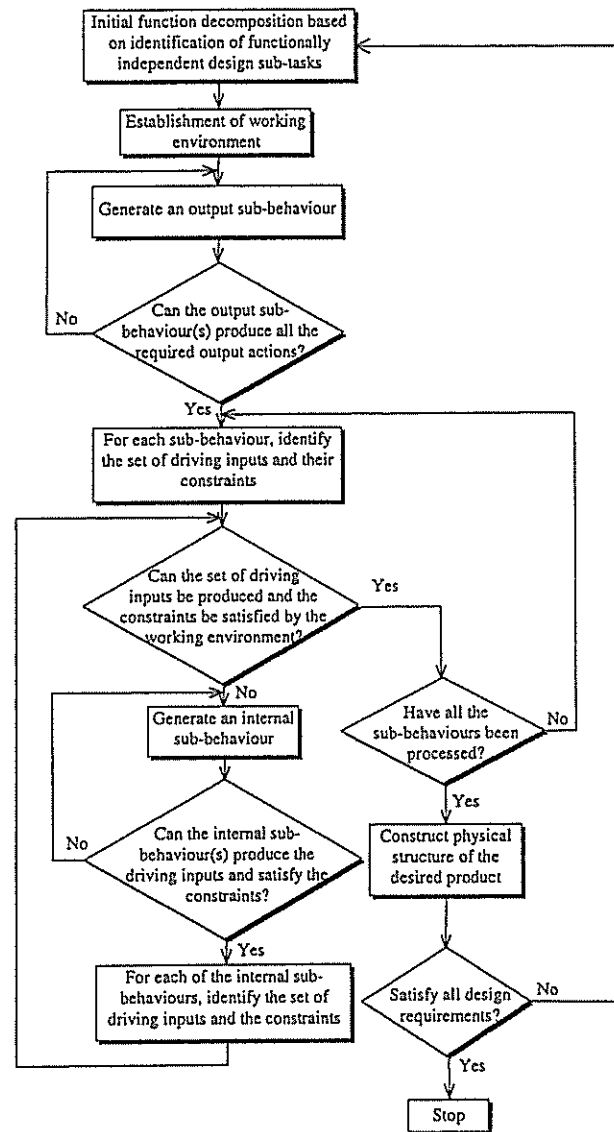 Initial function decomposition based
on identification of functionally
independent design sub-tasks
Establishment of working
environment
Generate an output sub-behaviour
Can the output sub-
behaviour(s) produce all the
required output actions?
No
Yes
For each sub-behaviour, identify
the set of driving inputs and their
constraints
Can the set of driving
inputs be produced and the
constraints be satisfied by the
working environment?
Yes
No
Generate an internal
sub-behaviour
Have all the
sub-behaviours been
processed?
No
Yes
Can the internal sub-
behaviour(s) produce the
driving inputs and satisfy the
constraints?
No
Yes
Construct physical
structure of the
desired product
For each of the internal sub-
behaviours, identify the set of
driving inputs and the constraints
Satisfy all design
requirements?
No
Yes
Stop